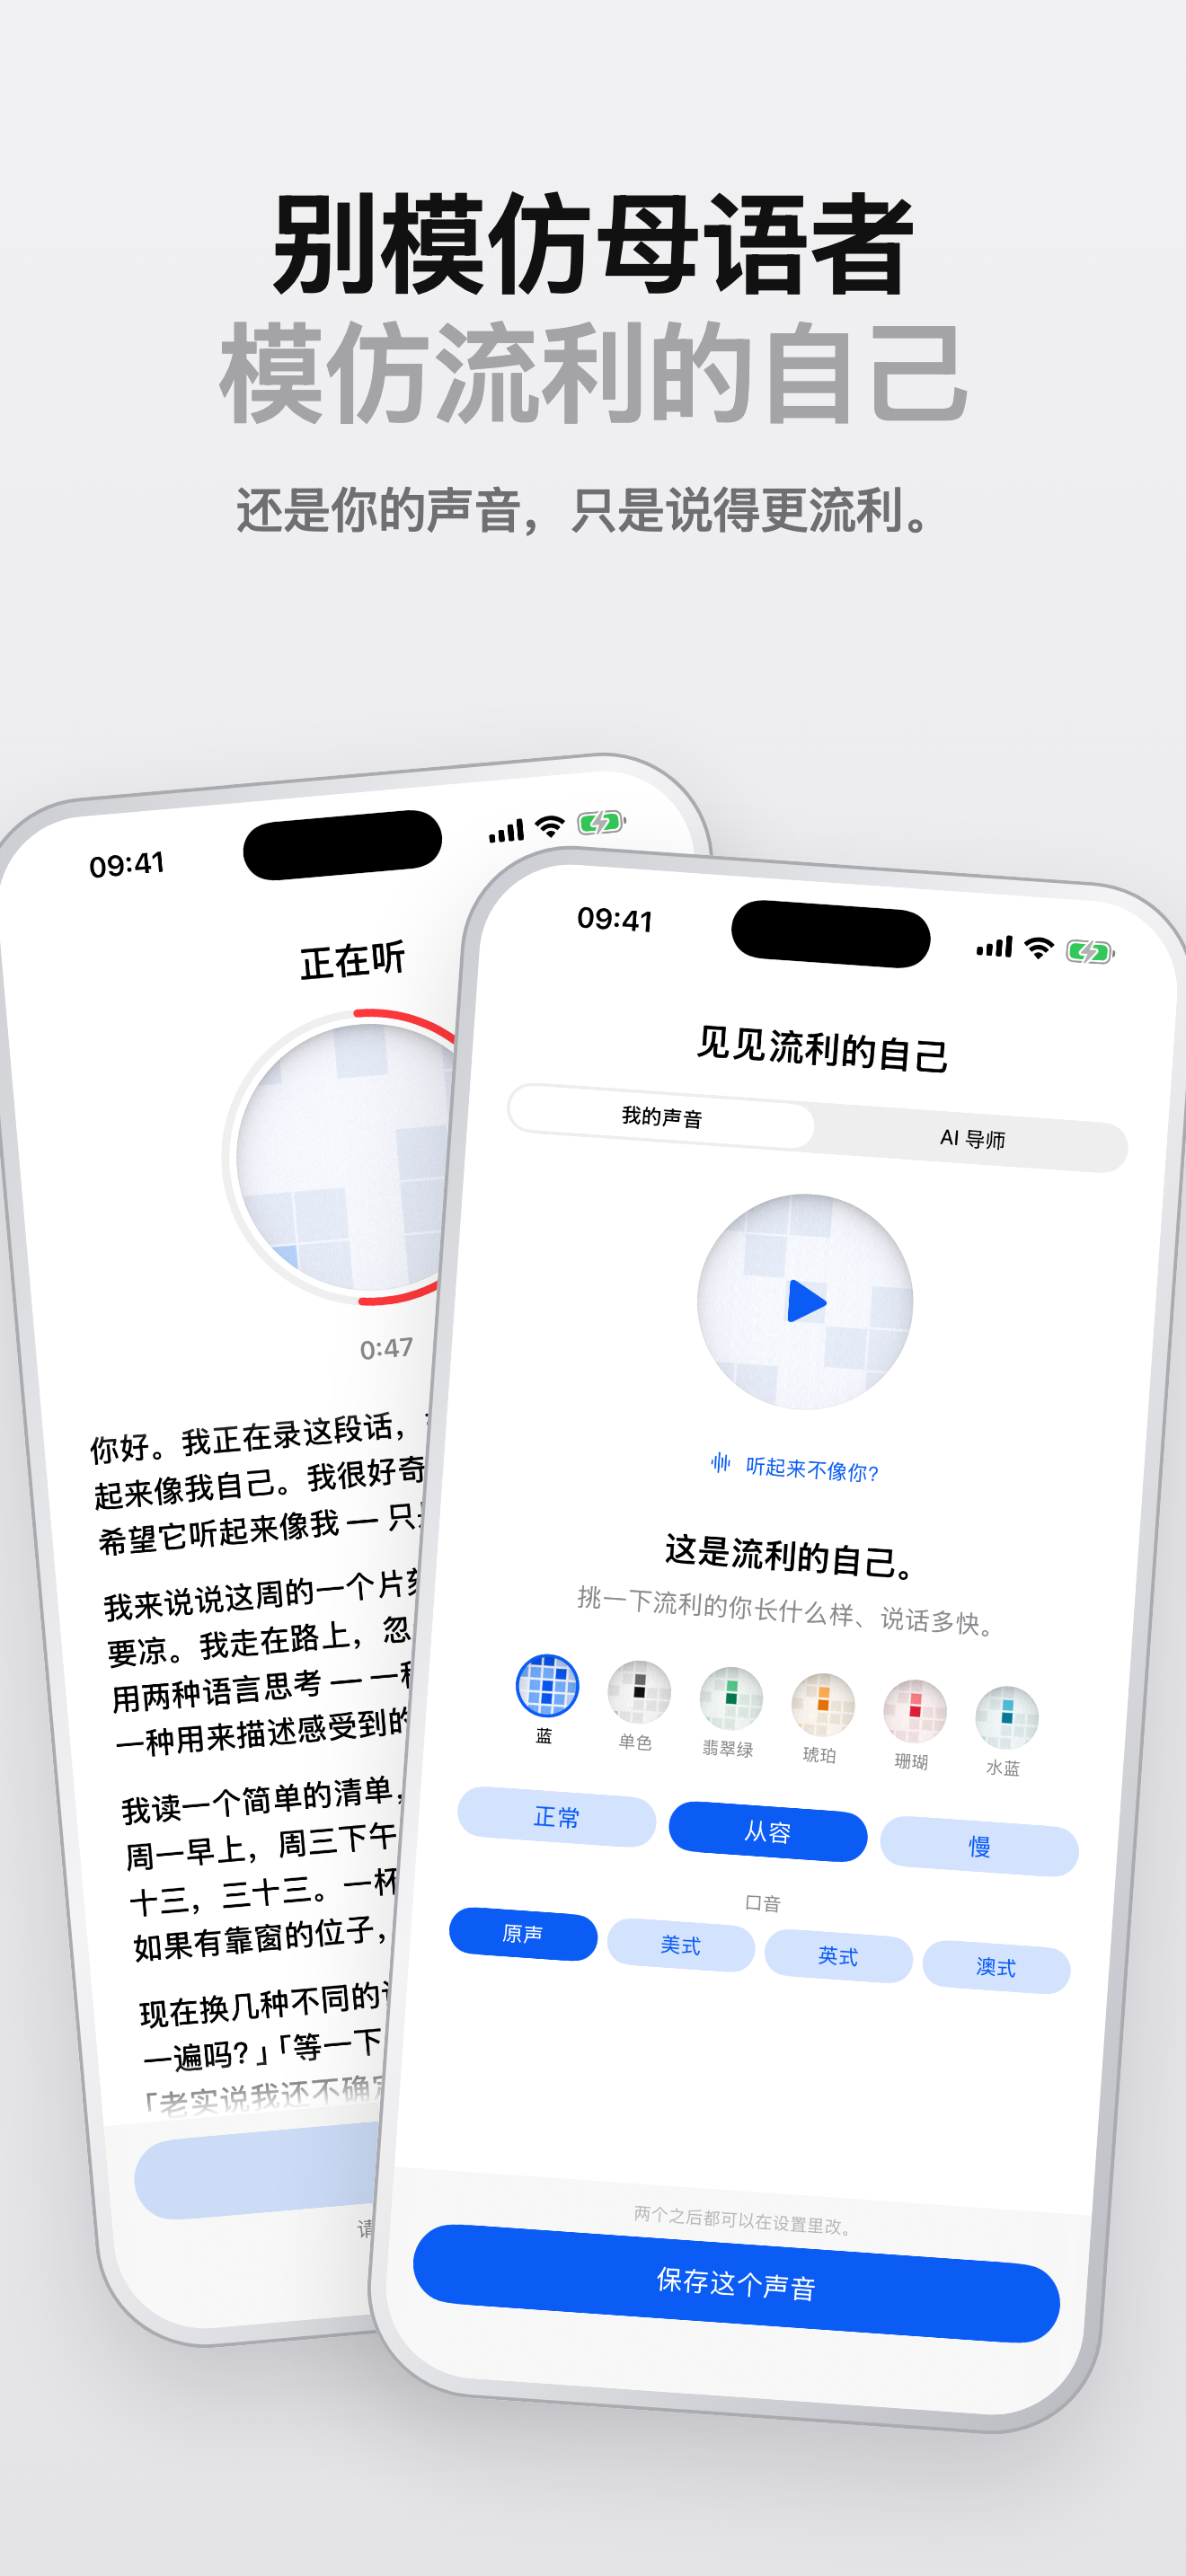 别模仿母语者
模仿流利的自己
还是你的声音，只是说得更流利。
09:41
正在听
0:47
你好。我正在录这段话，
起来像我自己。我很好奇
希望它听起来像我 — 只
我来说说这周的一个片刻
要凉。我走在路上，忽
用两种语言思考 — 一种
一种用来描述感受到的
我读一个简单的清单，
周一早上，周三下午
十三，三十三。一杯
如果有靠窗的位子，
现在换几种不同的
一遍吗？」「等一下
「老实说我还不确定
请
09:41
见见流利的自己
我的声音
AI 导师
听起来不像你？
这是流利的自己。
挑一下流利的你长什么样、说话多快。
蓝
单色
翡翠绿
琥珀
珊瑚
水蓝
正常
从容
慢
口音
原声
美式
英式
澳式
两个之后都可以在设置里改。
保存这个声音